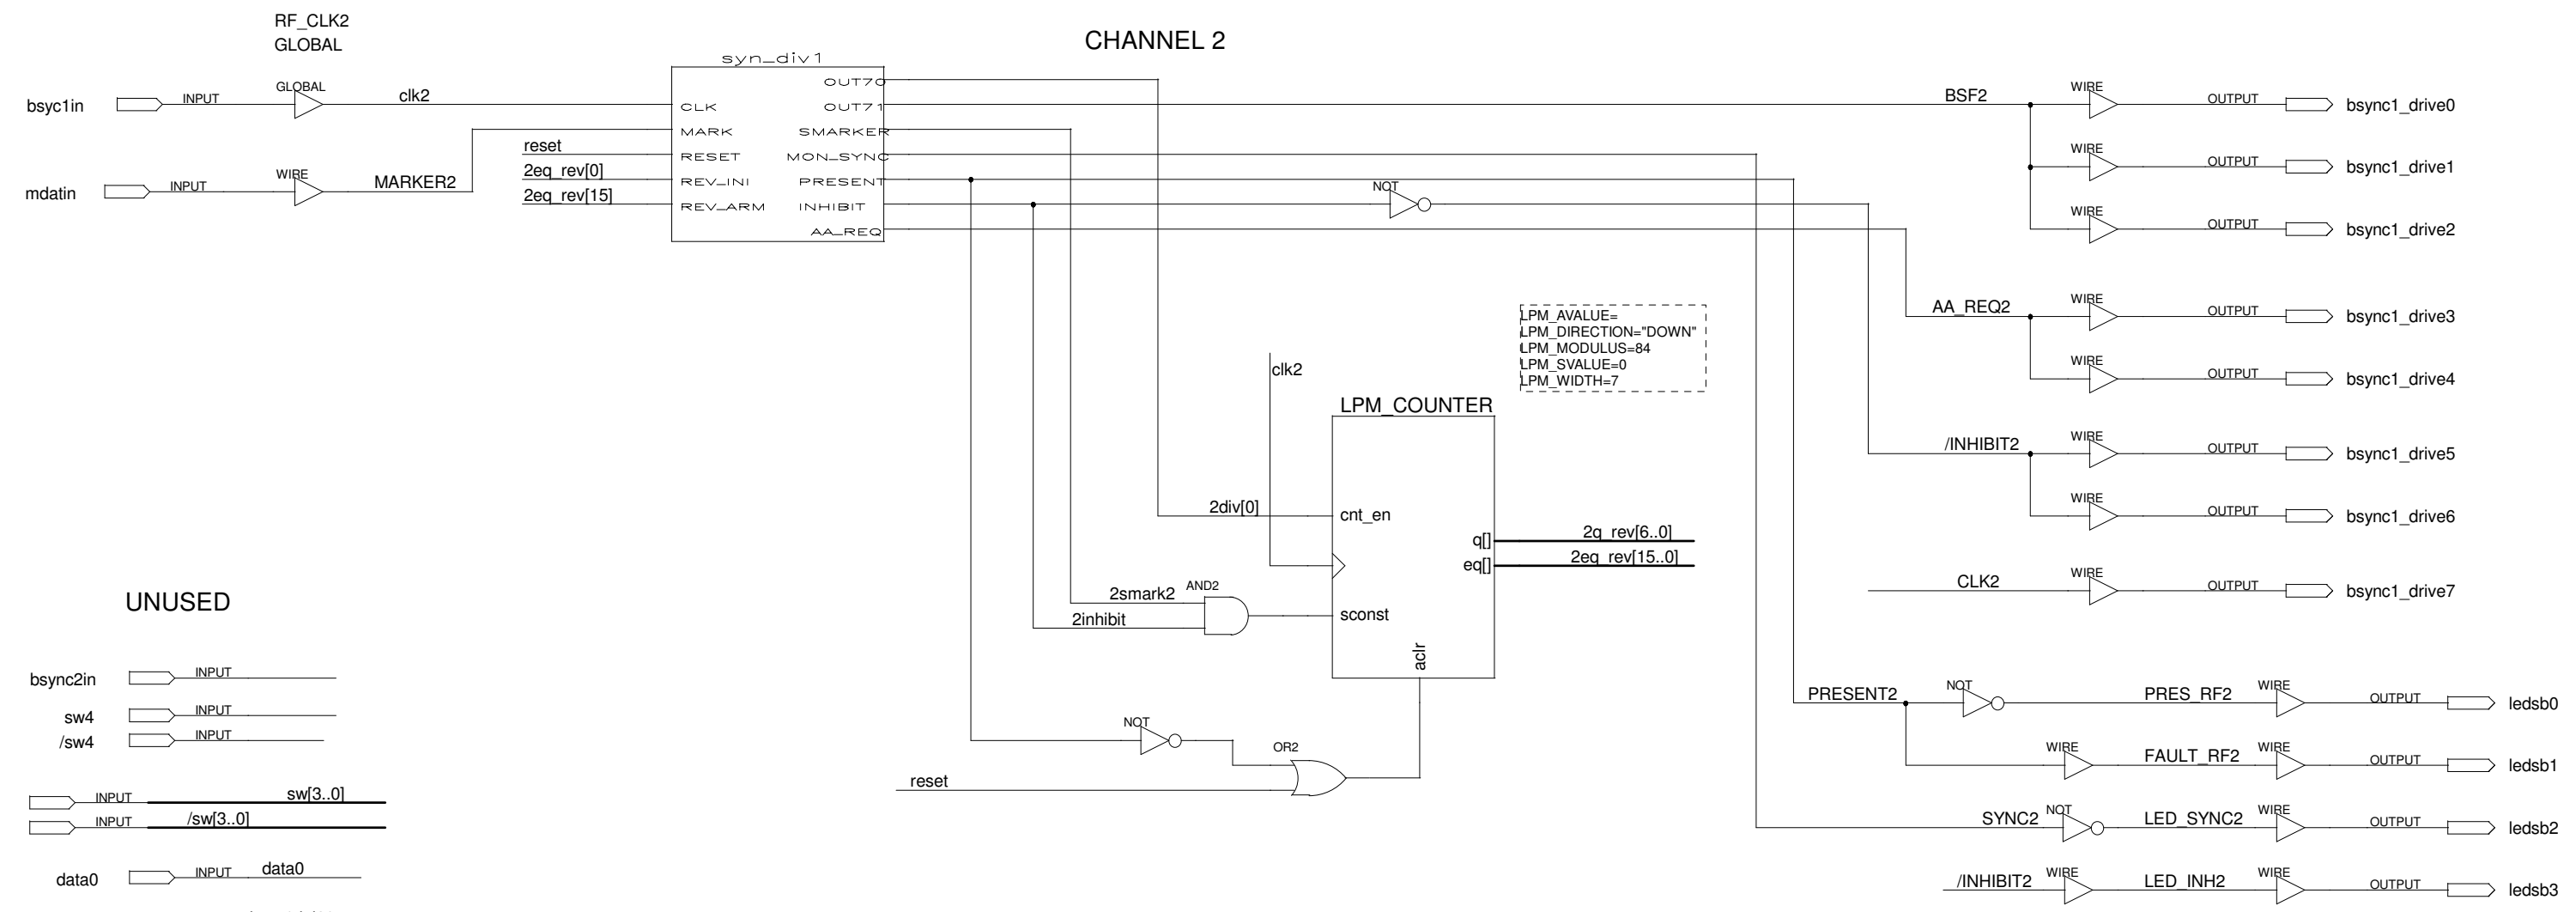 RF_CLK2
GLOBAL
CHANNEL 2
bsyc1in
INPUT
GLOBAL
clk2
mdatin
INPUT
WIRE
MARKER2
reset
2eq_rev[0]
2eq_rev[15]
syn_div1
CLK
MARK
RESET
REV_INI
REV_ARM
OUT70
OUT71
SMARKER
MON_SYNC
PRESENT
INHIBIT
AA_REQ
NOT
BSF2
WIRE
OUTPUT
bsync1_drive0
WIRE
OUTPUT
bsync1_drive1
WIRE
OUTPUT
bsync1_drive2
AA_REQ2
WIRE
OUTPUT
bsync1_drive3
WIRE
OUTPUT
bsync1_drive4
/INHIBIT2
WIRE
OUTPUT
bsync1_drive5
WIRE
OUTPUT
bsync1_drive6
CLK2
WIRE
OUTPUT
bsync1_drive7
LPM_AVALUE=
LPM_DIRECTION="DOWN"
LPM_MODULUS=84
LPM_SVALUE=0
LPM_WIDTH=7
clk2
LPM_COUNTER
2div[0]
cnt_en
q[]
2q_rev[6..0]
eq[]
2eq_rev[15..0]
2smark2
AND2
2inhibit
sconst
aclr
NOT
OR2
reset
PRESENT2
NOT
PRES_RF2
WIRE
OUTPUT
ledsb0
WIRE
FAULT_RF2
WIRE
OUTPUT
ledsb1
SYNC2
NOT
LED_SYNC2
WIRE
OUTPUT
ledsb2
/INHIBIT2
WIRE
LED_INH2
WIRE
OUTPUT
ledsb3
UNUSED
bsync2in
INPUT
sw4
INPUT
/sw4
INPUT
INPUT
sw[3..0]
INPUT
/sw[3..0]
data0
INPUT
data0